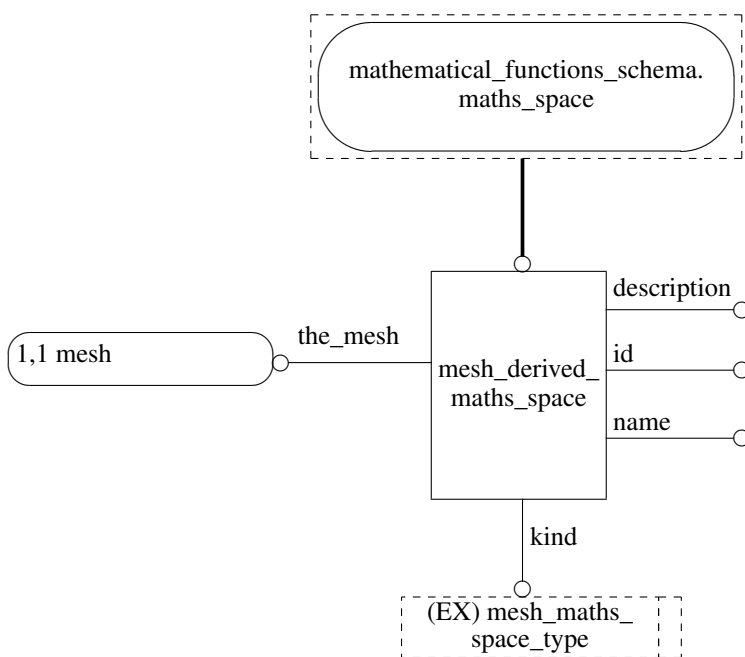 mathematical_functions_schema.
maths_space
description
the_mesh
1,1 mesh
id
mesh_derived_
maths_space
name
kind
(EX) mesh_maths_
space_type